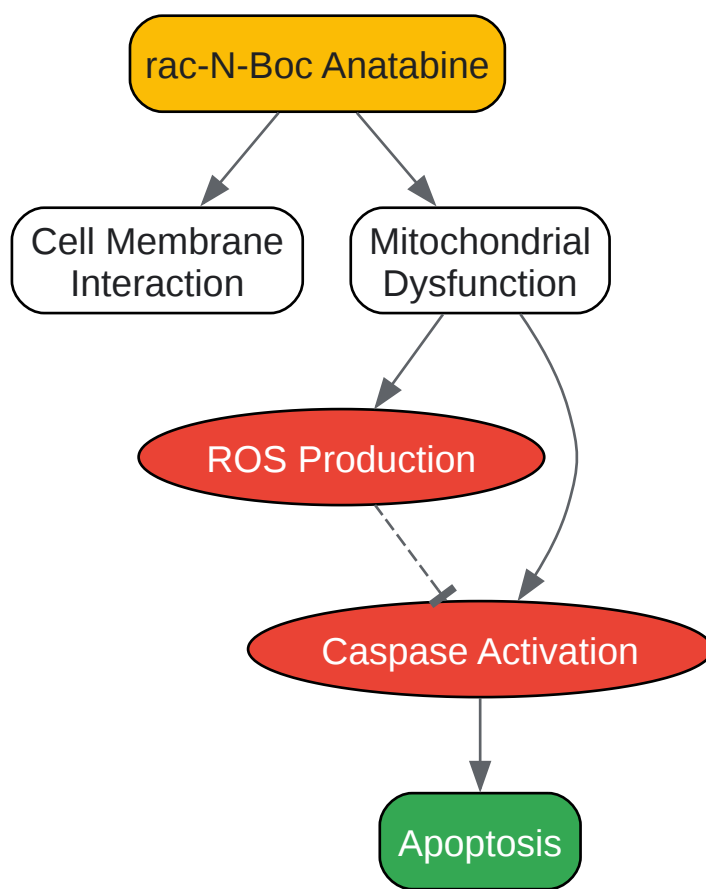 rac-N-Boc Anatabine
Cell Membrane
Interaction
Mitochondrial
Dysfunction
ROS Production
Caspase Activation
Apoptosis